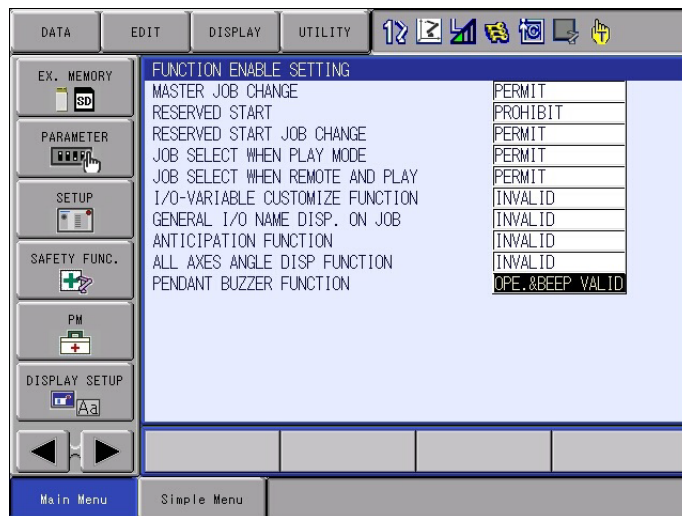 DATA
EDIT
DISPLAY
UTILITY
EX. MEMORY
SD
PARAMETER
SETUP
SAFETY FUNC.
PM
DISPLAY SETUP
Aa
FUNCTION ENABLE SETTING
MASTER JOB CHANGE PERMIT
RESERVED START PROHIBIT
RESERVED START JOB CHANGE PERMIT
JOB SELECT WHEN PLAY MODE PERMIT
JOB SELECT WHEN REMOTE AND PLAY PERMIT
I/O-VARIABLE CUSTOMIZE FUNCTION INVALID
GENERAL I/O NAME DISP. ON JOB INVALID
ANTICIPATION FUNCTION INVALID
ALL AXES ANGLE DISP FUNCTION INVALID
PENDANT BUZZER FUNCTION OPE.&BEEP VALID
Main Menu
Simple Menu